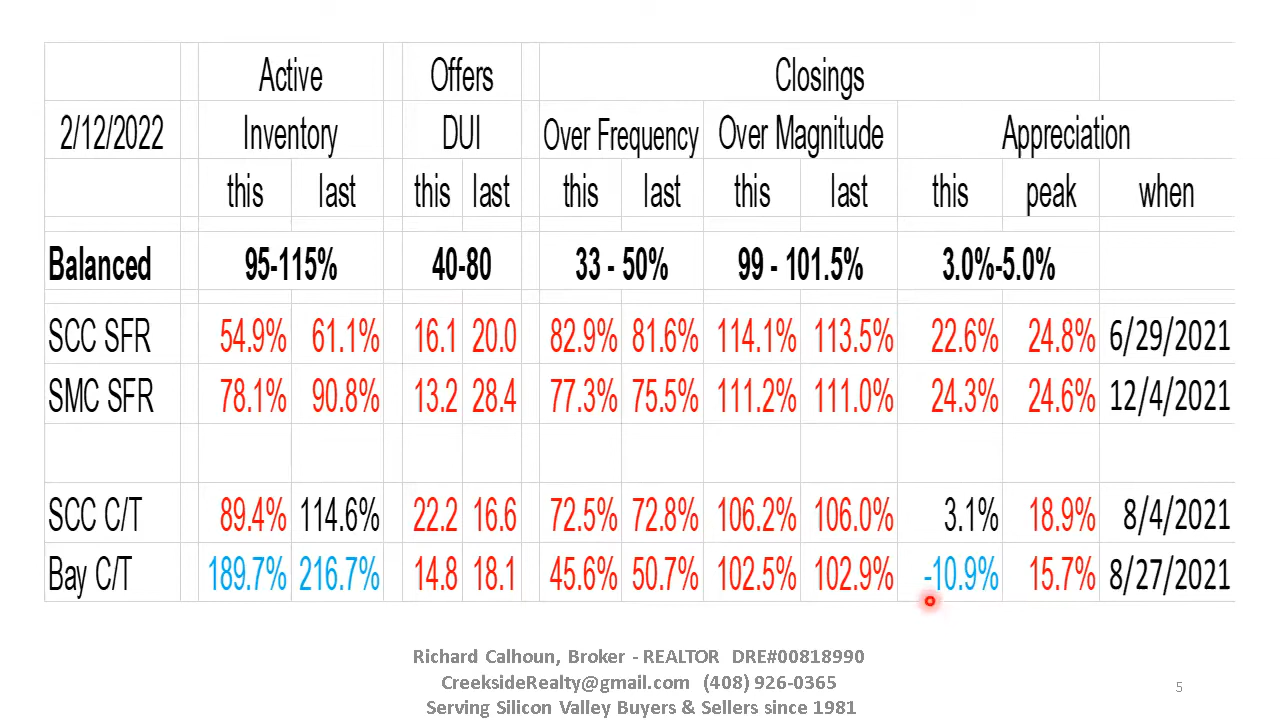 Active Offers Closings
2/12/2022 Inventory DUI Over Frequency Over Magnitude Appreciation
this last this last this last this last this peak when
Balanced 95-115% 40-80 33 - 50% 99 - 101.5% 3.0%-5.0%
SCC SFR 54.9% 61.1% 16.1 20.0 82.9% 81.6% 114.1% 113.5% 22.6% 24.8% 6/29/2021
SMC SFR 78.1% 90.8% 13.2 28.4 77.3% 75.5% 111.2% 111.0% 24.3% 24.6% 12/4/2021
SCC C/T 89.4% 114.6% 22.2 16.6 72.5% 72.8% 106.2% 106.0% 3.1% 18.9% 8/4/2021
Bay C/T 189.7% 216.7% 14.8 18.1 45.6% 50.7% 102.5% 102.9% -10.9% 15.7% 8/27/2021
Richard Calhoun, Broker - REALTOR DRE#00818990
CreeksideRealty@gmail.com (408) 926-0365
Serving Silicon Valley Buyers & Sellers since 1981
5